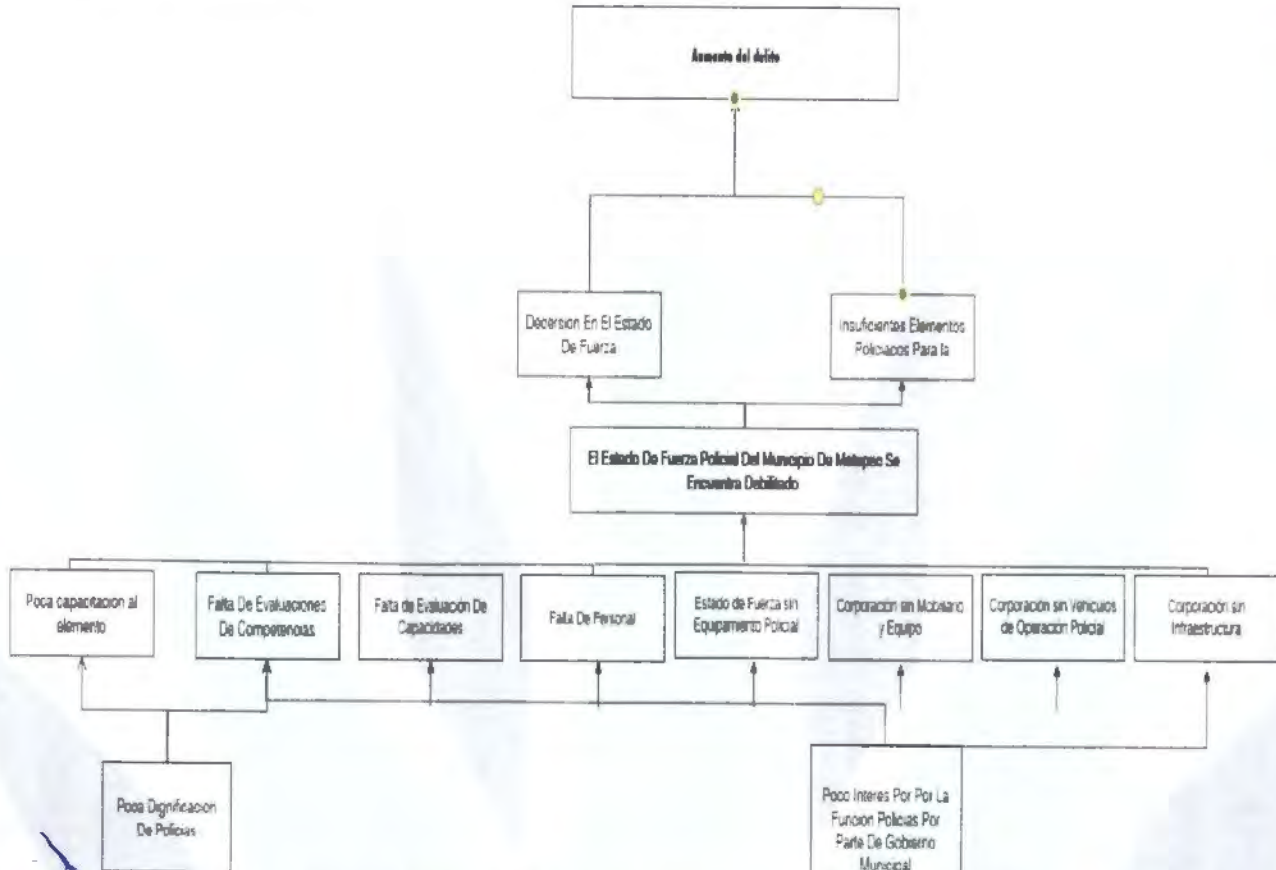 Aumento del delito
Decersion En El Estado
De Fuerza
Insuficientes Elementos
Policiacos Para la
El Estado De Fuerza Policial Del Municipio De Metepec Se
Encuentra Debilitado
Poca capacitacion al
elemento
Falta De Evaluaciones
De Competencias
Falta de Evaluación De
Capacidades
Falta De Personal
Estado de Fuerza sin
Equipamiento Policial
Corporación sin Mobiliario
y Equipo
Corporación sin Vehiculos
de Operación Policial
Corporación sin
Infraestructura
Poca Dignificacion
De Policias
Poco Interes Por Por La
Funcion Policias Por
Parte De Gobierno
Municipal